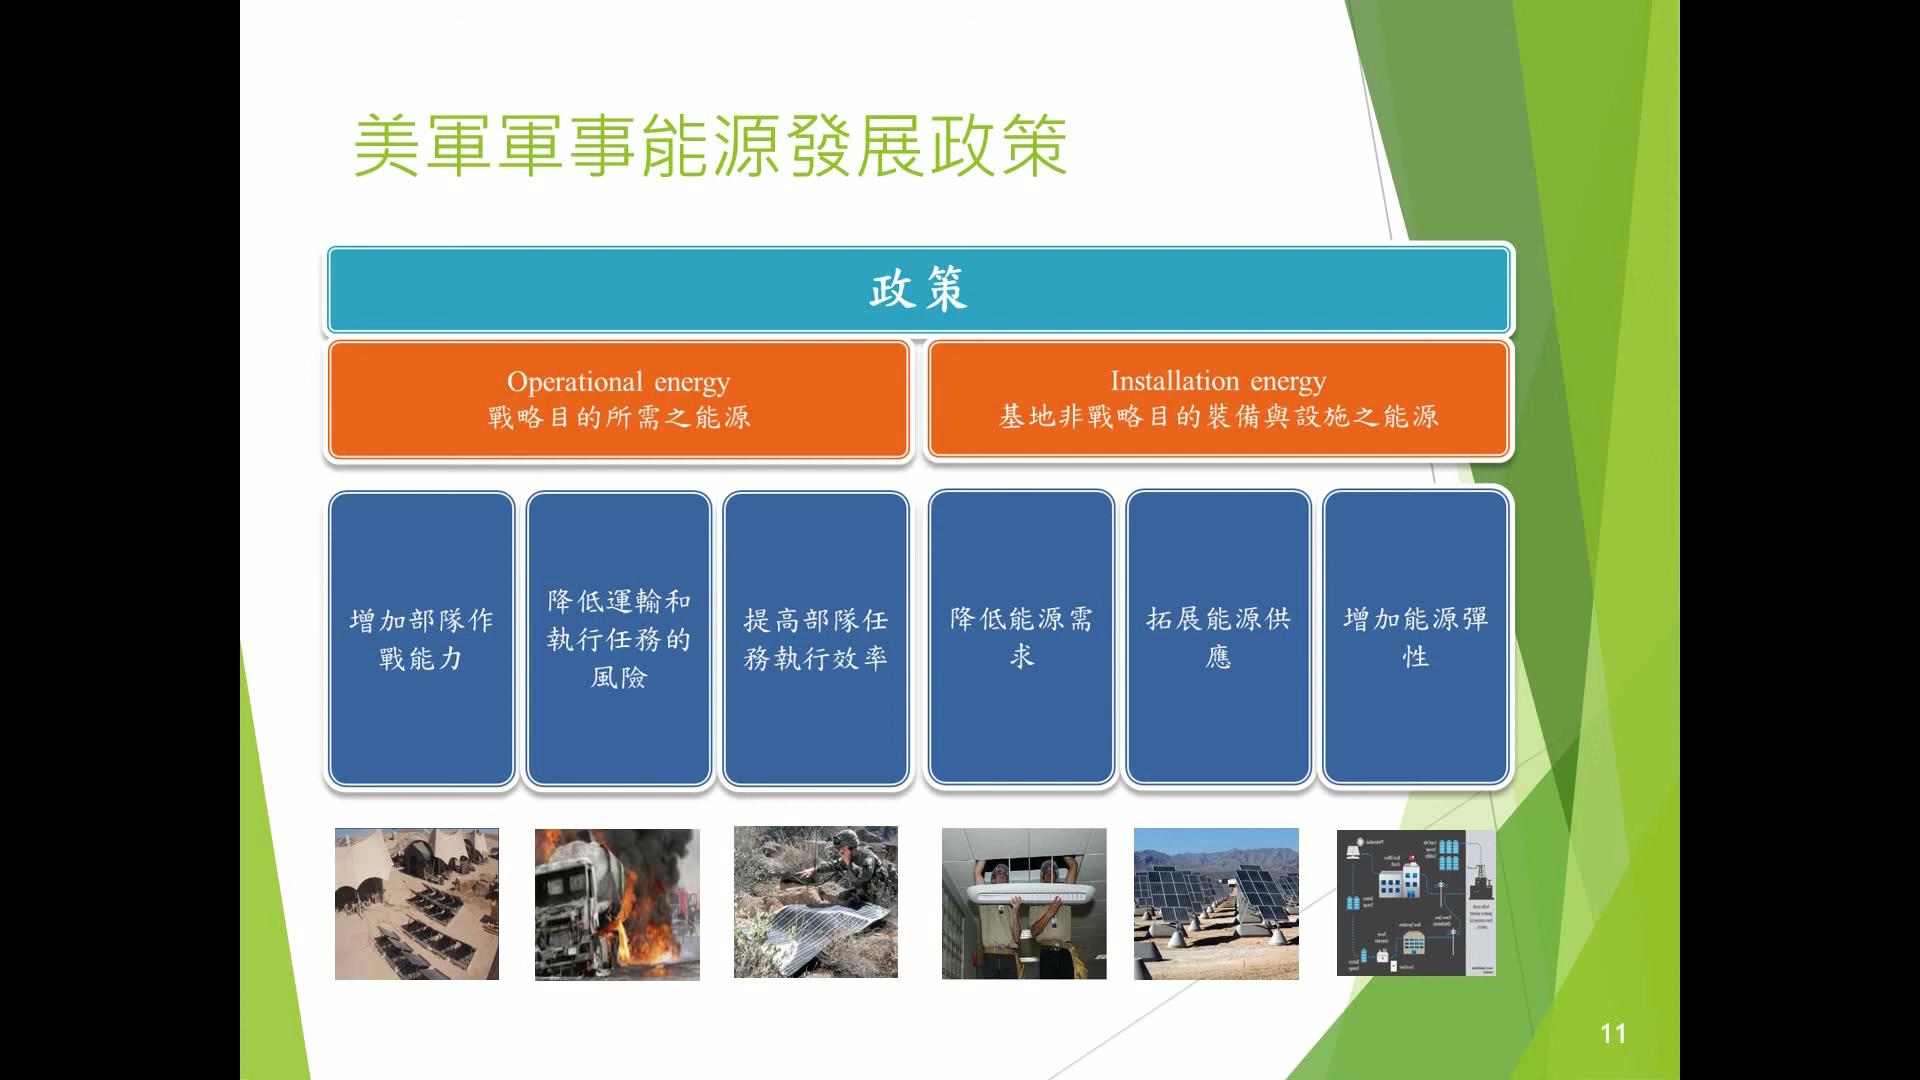 美軍軍事能源發展政策
政策
Operational energy
戰略目的所需之能源
Installation energy
基地非戰略目的裝備與設施之能源
增加部隊作
戰能力
降低運輸和
執行任務的
風險
提高部隊任
務執行效率
降低能源需
求
拓展能源供
應
增加能源彈
性
11